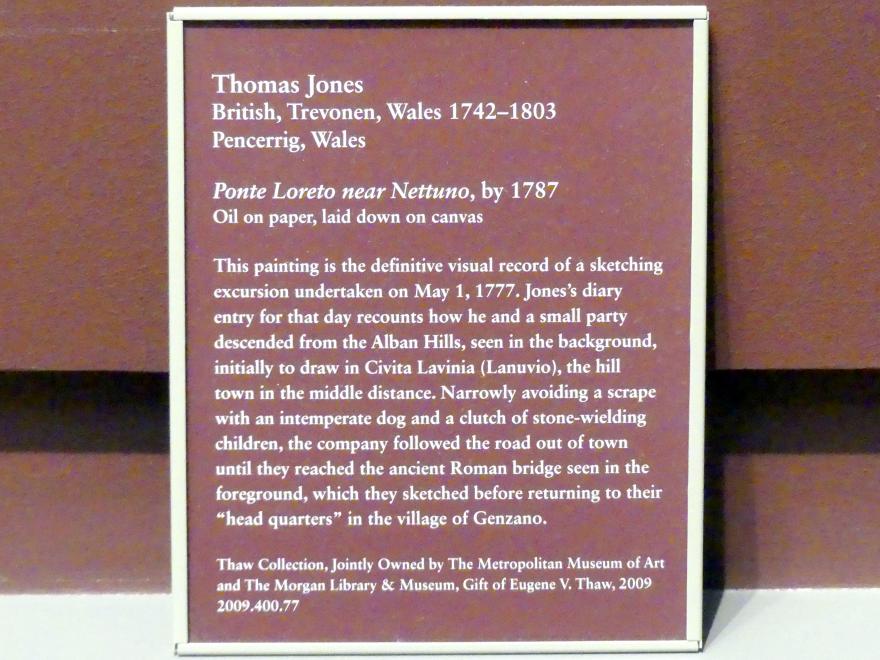 Thomas Jones
British, Trevonen, Wales 1742–1803
Pencerrig, Wales
Ponte Loreto near Nettuno, by 1787
Oil on paper, laid down on canvas
This painting is the definitive visual record of a sketching
excursion undertaken on May 1, 1777. Jones's diary
entry for that day recounts how he and a small party
descended from the Alban Hills, seen in the background,
initially to draw in Civita Lavinia (Lanuvio), the hill
town in the middle distance. Narrowly avoiding a scrape
with an intemperate dog and a clutch of stone-wielding
children, the company followed the road out of town
until they reached the ancient Roman bridge seen in the
foreground, which they sketched before returning to their
“head quarters” in the village of Genzano.
Thaw Collection, Jointly Owned by The Metropolitan Museum of Art
and The Morgan Library & Museum, Gift of Eugene V. Thaw, 2009
2009.400.77